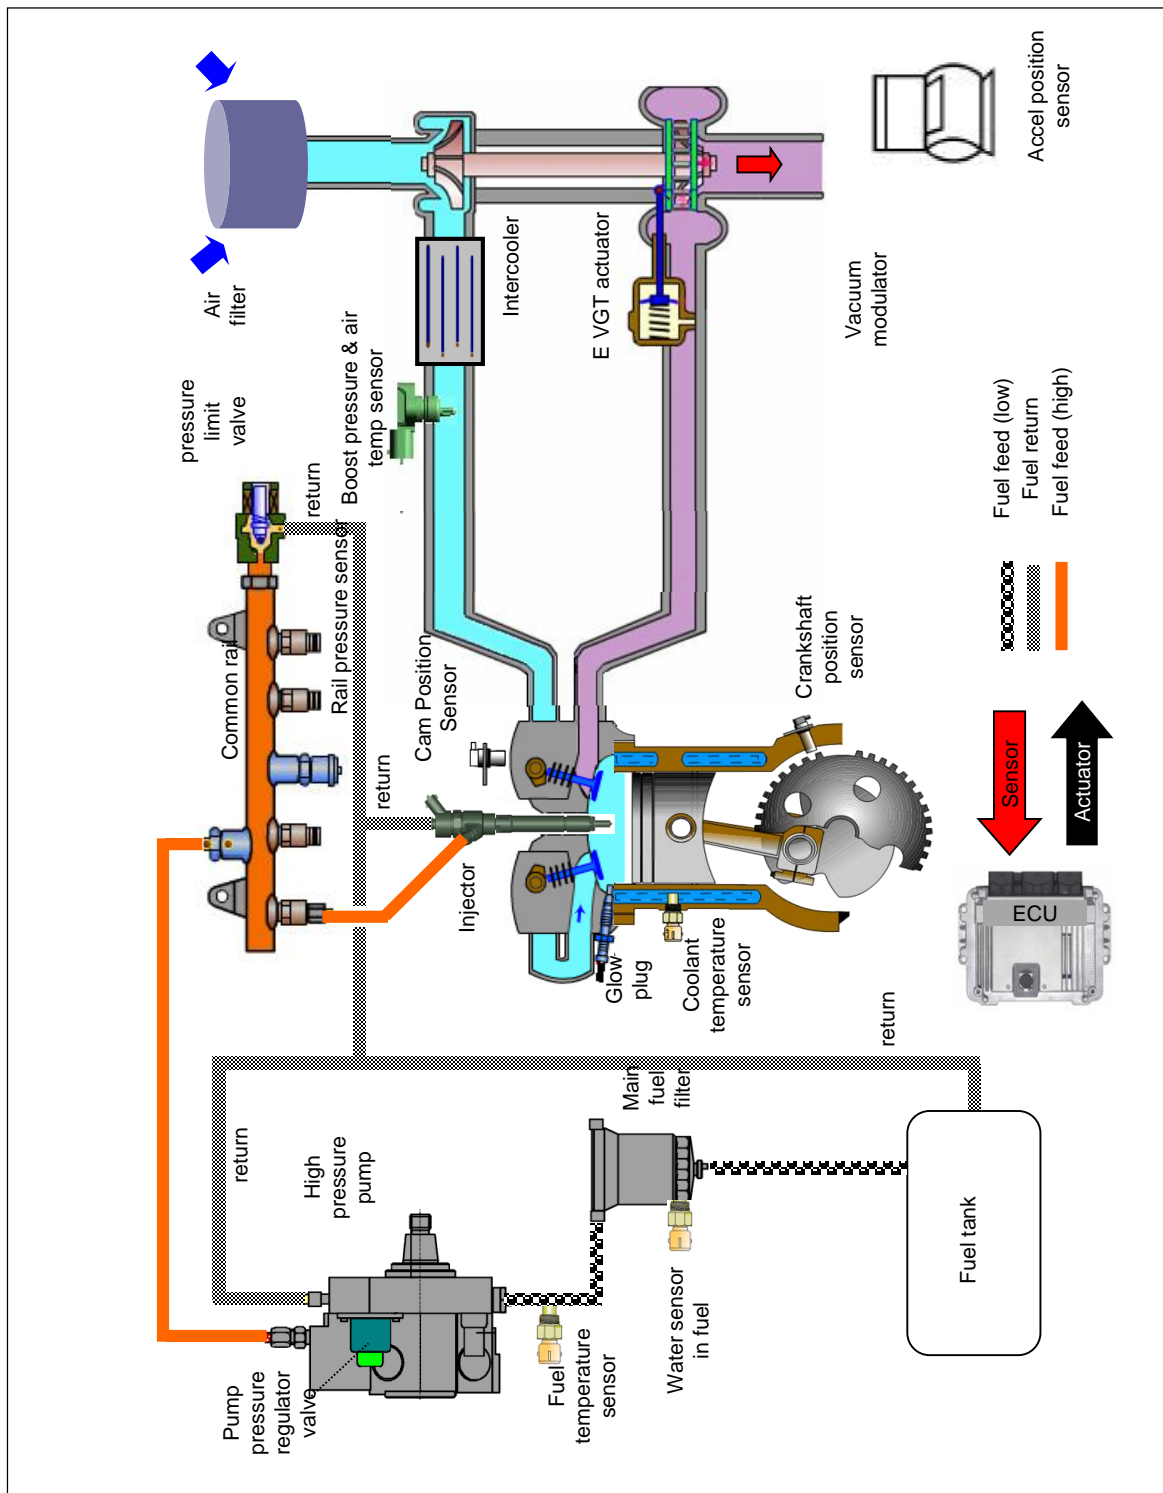 Air
filter
pressure
limit
valve
return
Boost pressure & air
temp sensor
Intercooler
E VGT actuator
Vacuum
modulator
Accel position
sensor
Common rail
Rail pressure sensor
return
Cam Position
Sensor
Injector
Glow
plug
Coolant
temperature
sensor
Crankshaft
position
sensor
Fuel feed (low)
Fuel return
Fuel feed (high)
Sensor
Actuator
ECU
return
return
High
pressure
pump
Main
fuel
filter
Pump
pressure
regulator
valve
Fuel
temperature
sensor
Water sensor
in fuel
Fuel tank